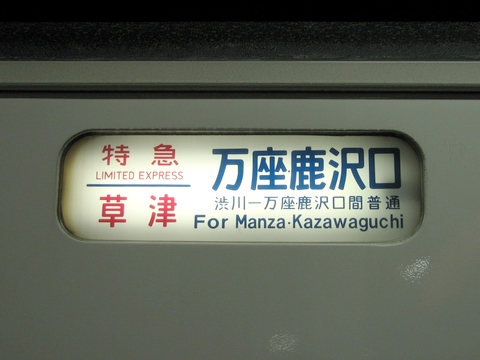 特急
LIMITED EXPRESS
草津
万座・鹿沢口
渋川ー万座・鹿沢口間普通
For Manza·Kazawaguchi